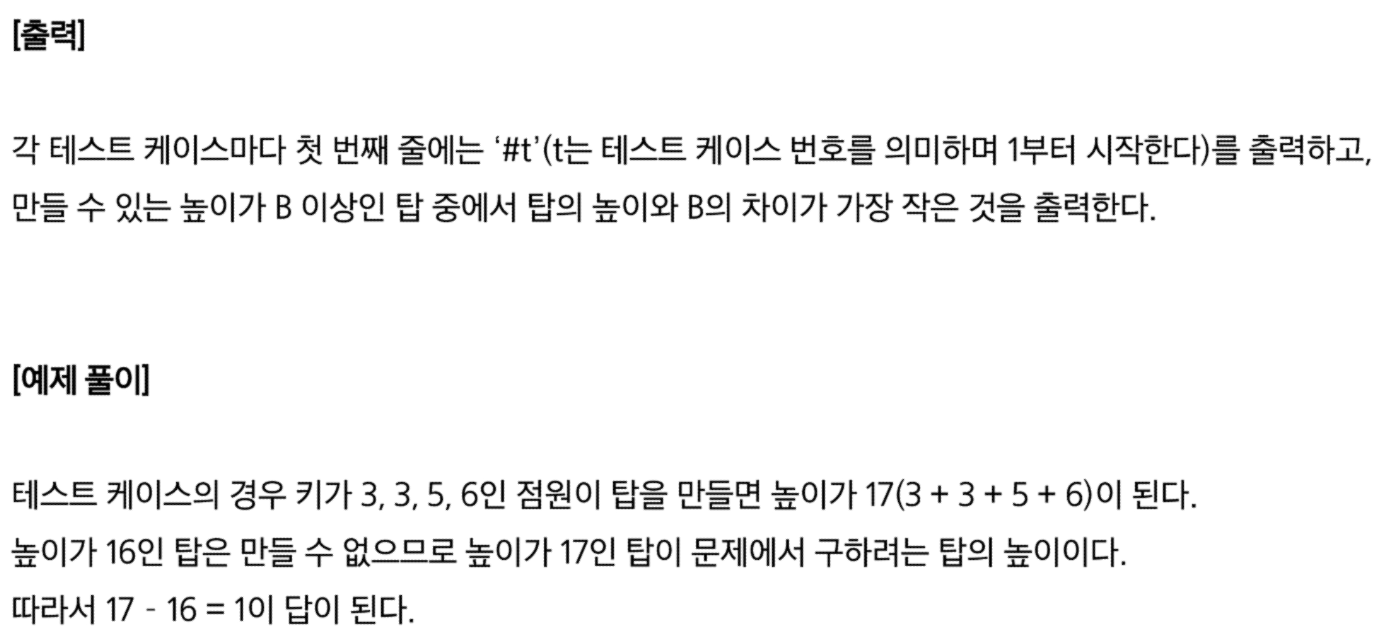 [출력]
각 테스트 케이스마다 첫 번째 줄에는 ‘#t’(t는 테스트 케이스 번호를 의미하며 1부터 시작한다)를 출력하고,
만들 수 있는 높이가 B 이상인 탑 중에서 탑의 높이와 B의 차이가 가장 작은 것을 출력한다.
[예제 풀이]
테스트 케이스의 경우 키가 3, 3, 5, 6인 점원이 탑을 만들면 높이가 17(3 + 3 + 5 + 6)이 된다.
높이가 16인 탑은 만들 수 없으므로 높이가 17인 탑이 문제에서 구하려는 탑의 높이이다.
따라서 17 - 16 = 1이 답이 된다.